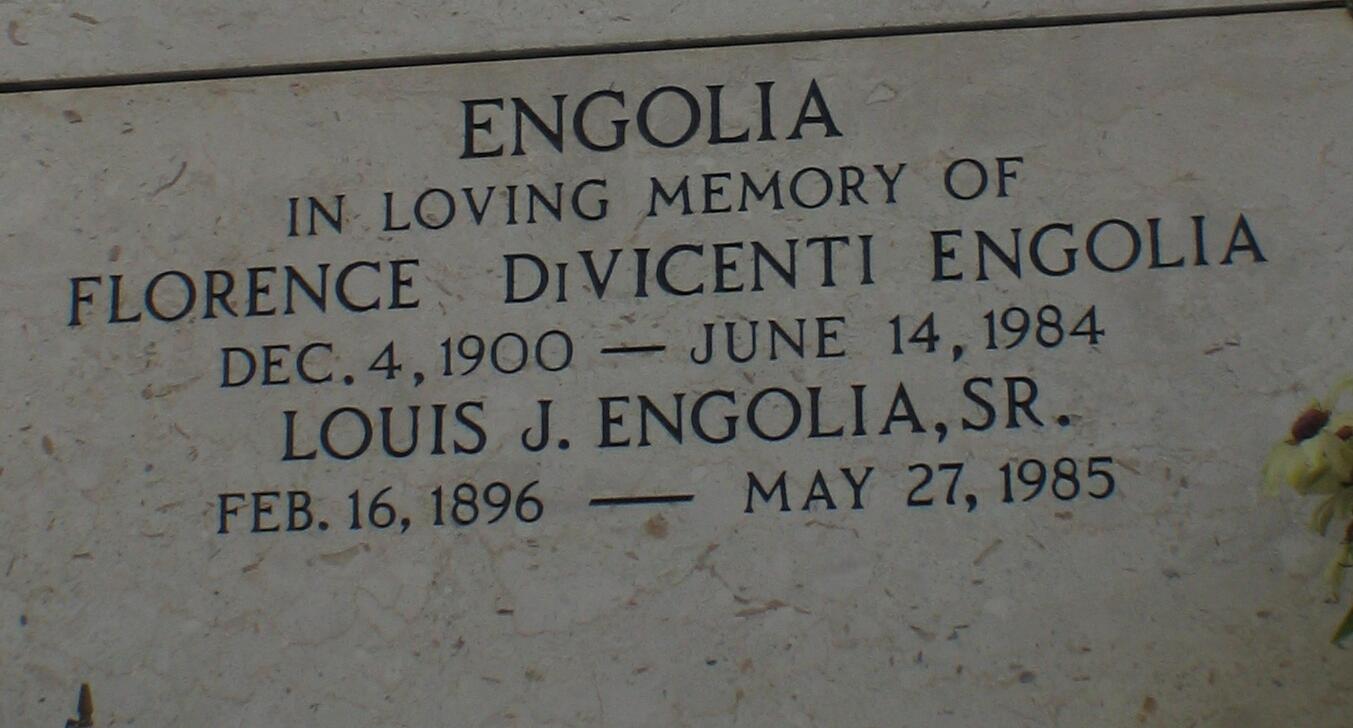 ENGOLIA
IN LOVING MEMORY OF
FLORENCE DIVICENTI ENGOLIA
DEC. 4, 1900 — JUNE 14, 1984
LOUIS J. ENGOLIA, SR.
FEB. 16, 1896 — MAY 27, 1985